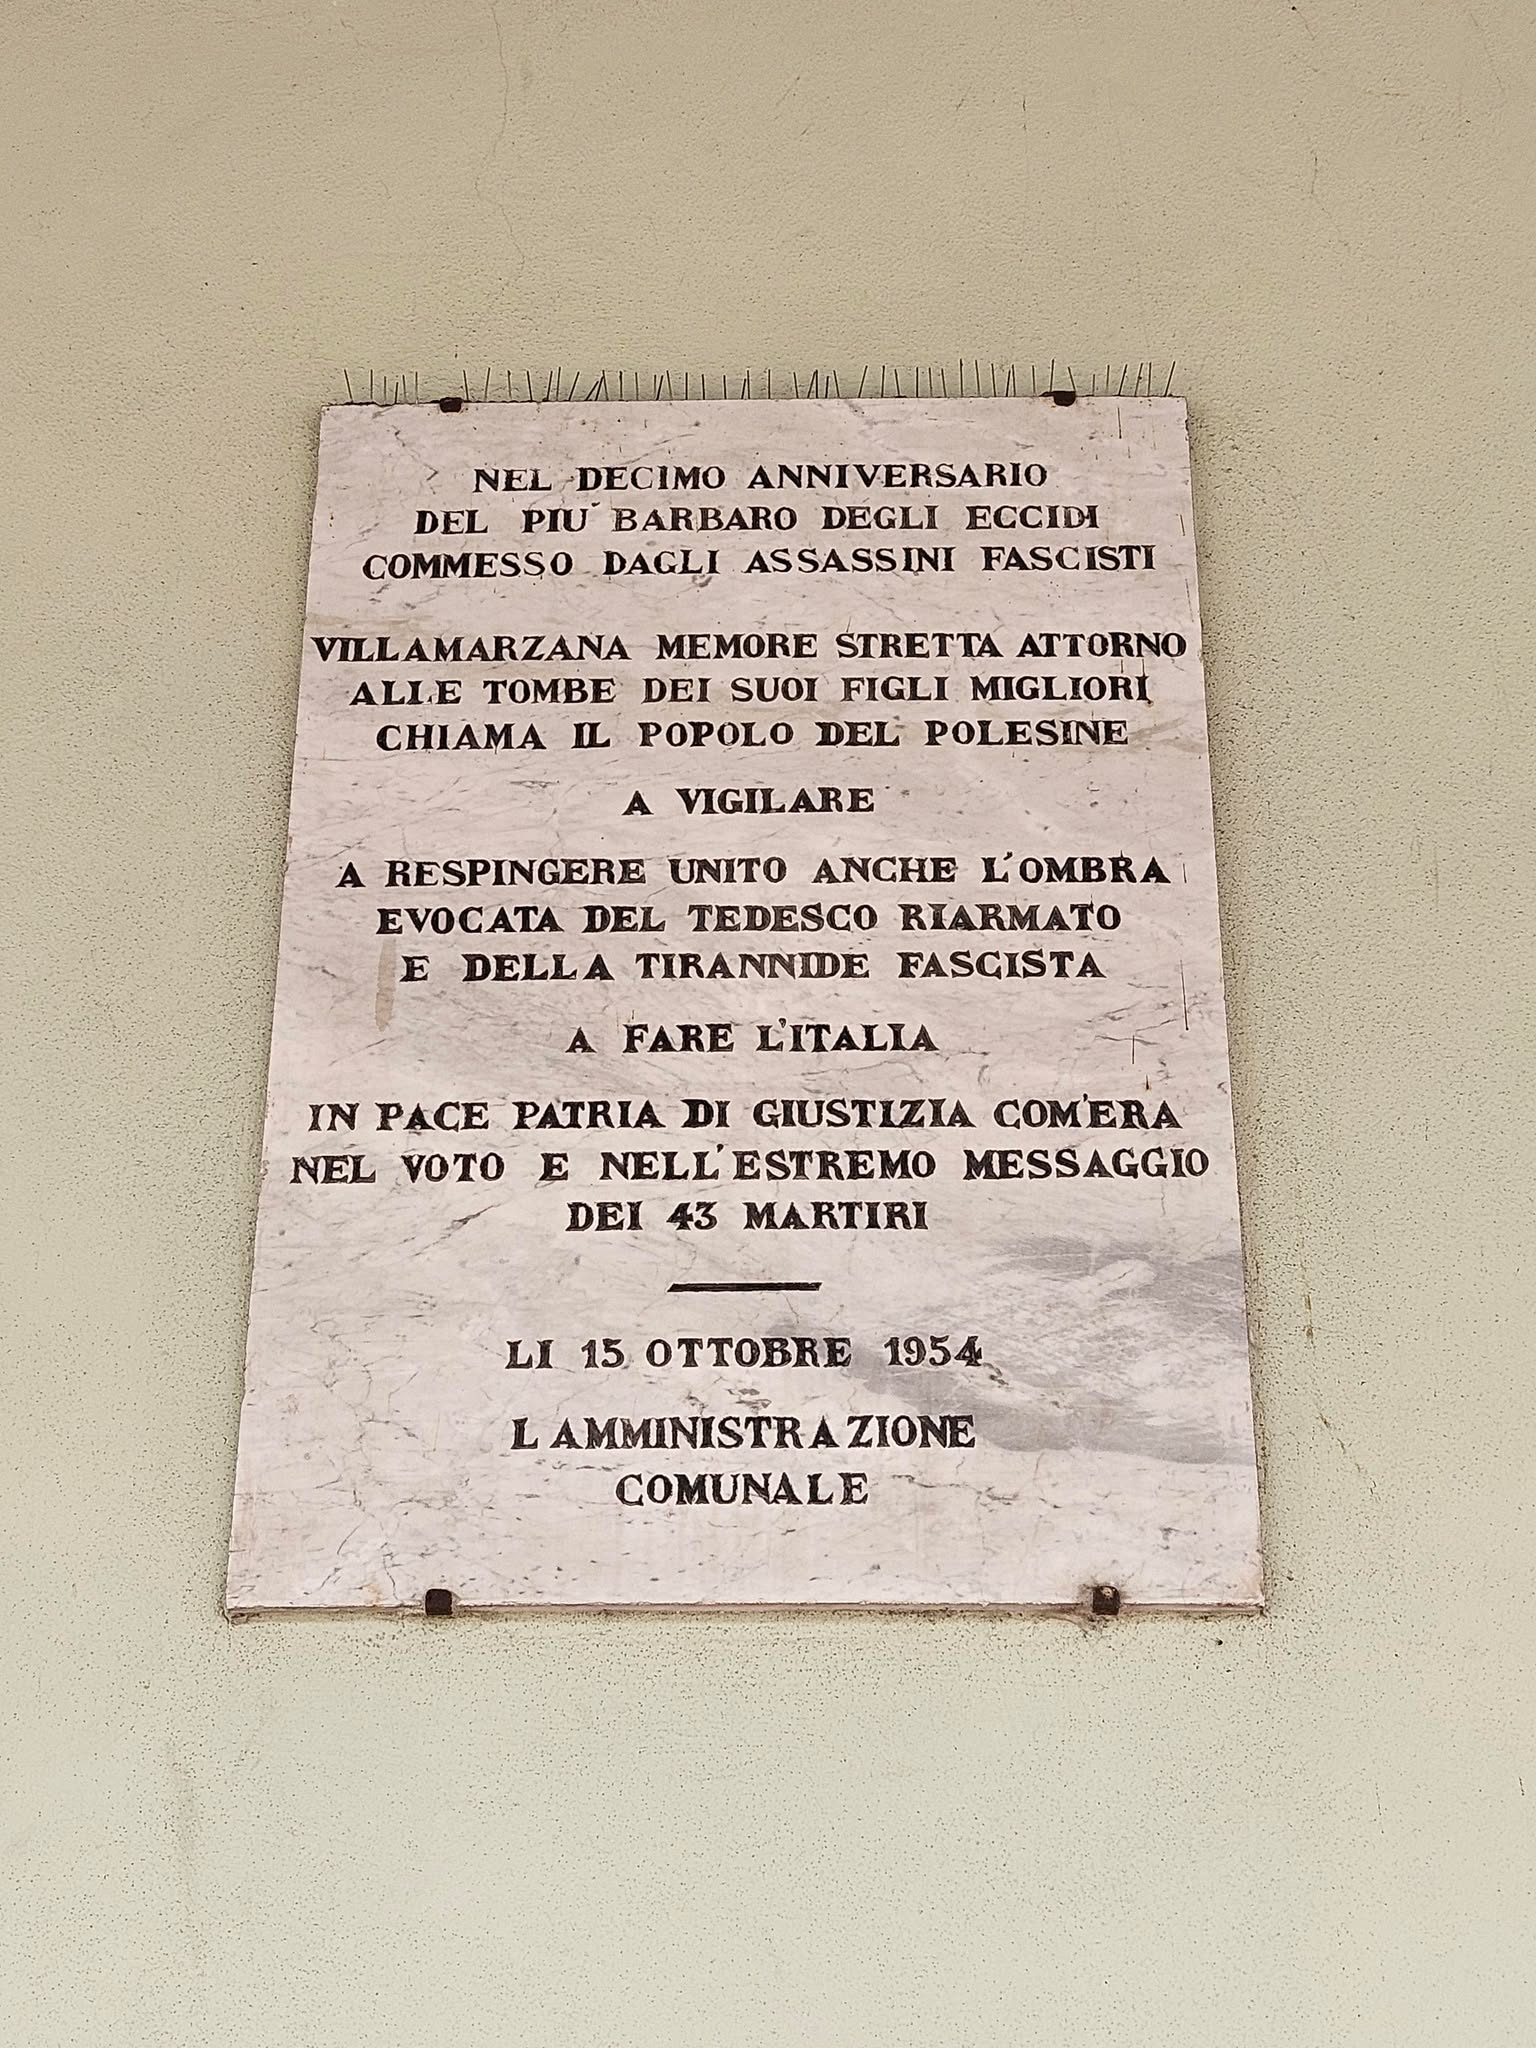 NEL DECIMO ANNIVERSARIO
DEL PIU' BARBARO DEGLI ECCIDI
COMMESSO DAGLI ASSASSINI FASCISTI
VILLAMARZANA MEMORE STRETTA ATTORNO
ALLE TOMBE DEI SUOI FIGLI MIGLIORI
CHIAMA IL POPOLO DEL POLESINE
A VIGILARE
A RESPINGERE UNITO ANCHE L'OMBRA
EVOCATA DEL TEDESCO RIARMATO
E DELLA TIRANNIDE FASCISTA
A FARE L'ITALIA
IN PACE PATRIA DI GIUSTIZIA COM'ERA
NEL VOTO E NELL'ESTREMO MESSAGGIO
DEI 43 MARTIRI
LI 15 OTTOBRE 1954
L AMMINISTRAZIONE
COMUNALE